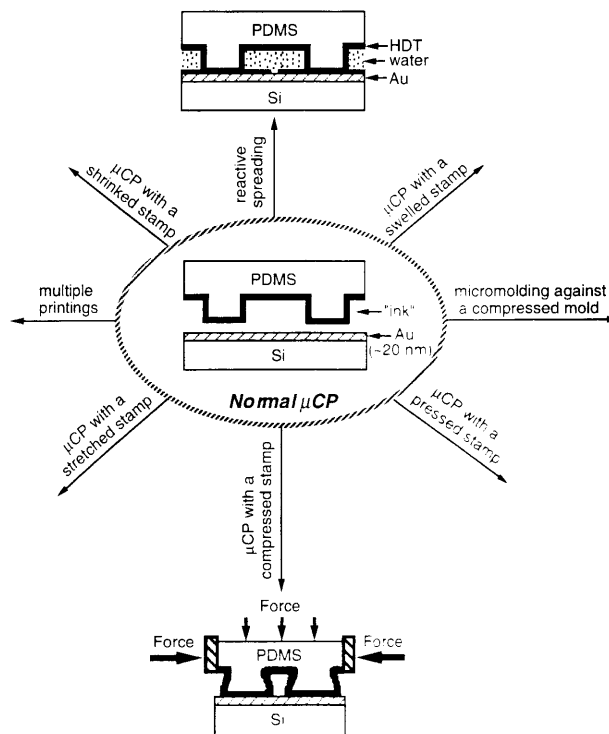 PDMS
HDT
water
Au
Si
reactive
spreading
μCP with a
shrinked stamp
μCP with a
swelled stamp
multiple
printings
PDMS
"ink"
Au
(~20 nm)
Si
Normal μCP
micromolding against
a compressed mold
μCP with a
stretched stamp
μCP with a
pressed stamp
μCP with a
compressed stamp
Force
Force
Force
PDMS
Si